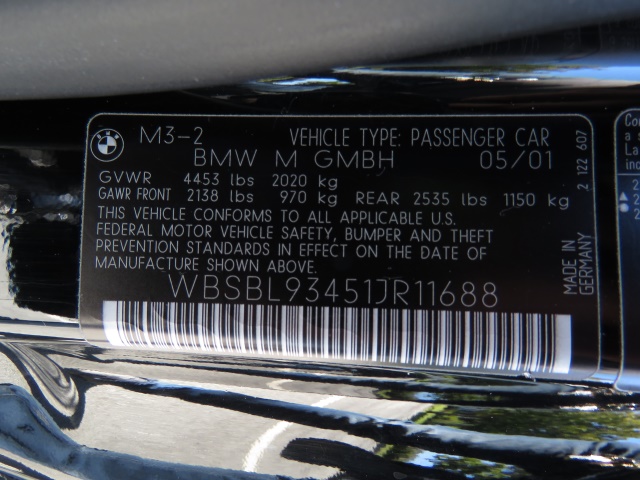 M3-2 VEHICLE TYPE: PASSENGER CAR
BMW M GMBH 05/01
GVWR 4453 lbs 2020 kg
GAWR FRONT 2138 lbs 970 kg REAR 2535 lbs 1150 kg
THIS VEHICLE CONFORMS TO ALL APPLICABLE U.S.
FEDERAL MOTOR VEHICLE SAFETY, BUMPER AND THEFT
PREVENTION STANDARDS IN EFFECT ON THE DATE OF
MANUFACTURE SHOWN ABOVE.
WBSBL93451JR11688
2 122 607
MADE IN GERMANY
BMW